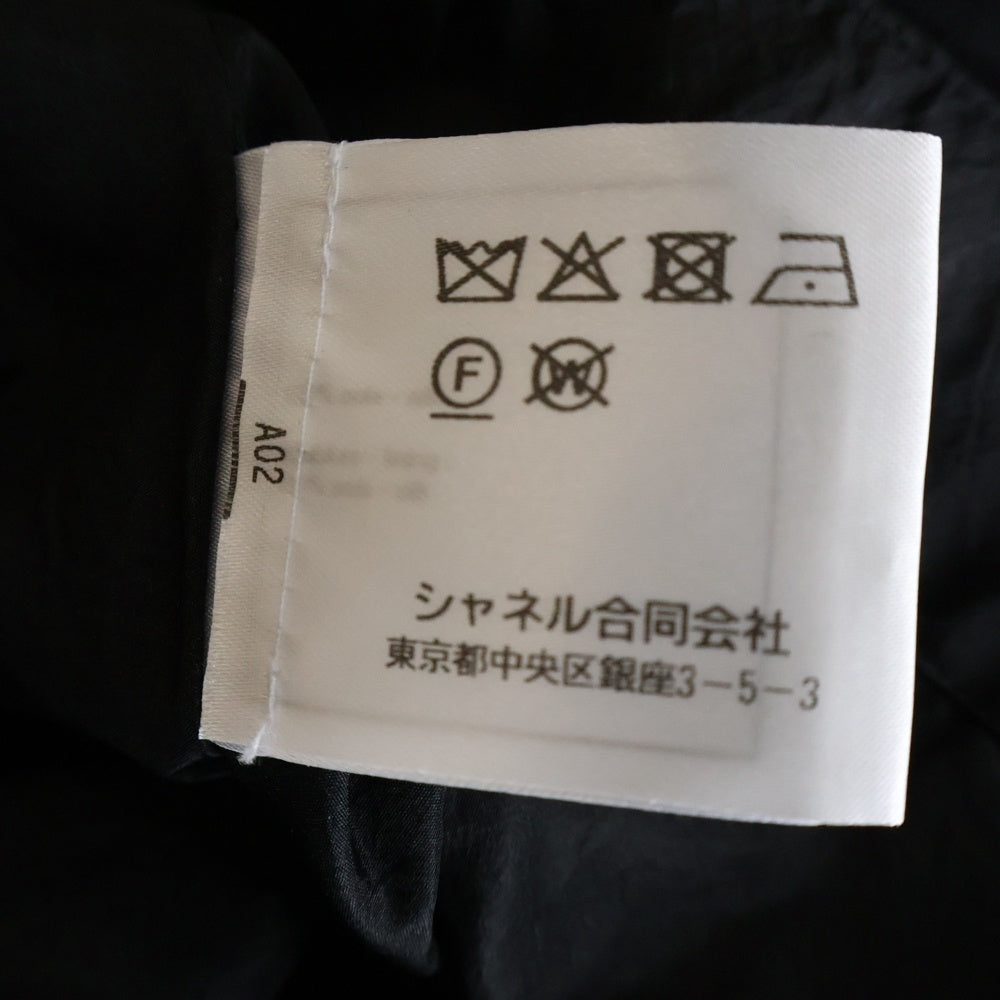 F W
A02
シャネル合同会社
東京都中央区銀座3-5-3